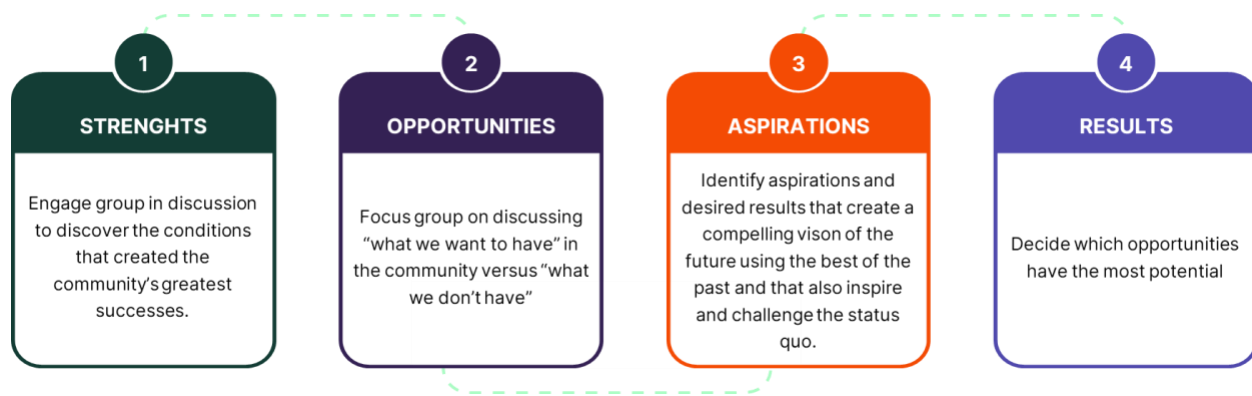 1
STRENGHTS
Engage group in discussion
to discover the conditions
that created the
community's greatest
successes.
2
OPPORTUNITIES
Focus group on discussing
“what we want to have” in
the community versus “what
we don't have”
3
ASPIRATIONS
Identify aspirations and
desired results that create a
compelling vison of the
future using the best of the
past and that also inspire
and challenge the status
quo.
4
RESULTS
Decide which opportunities
have the most potential